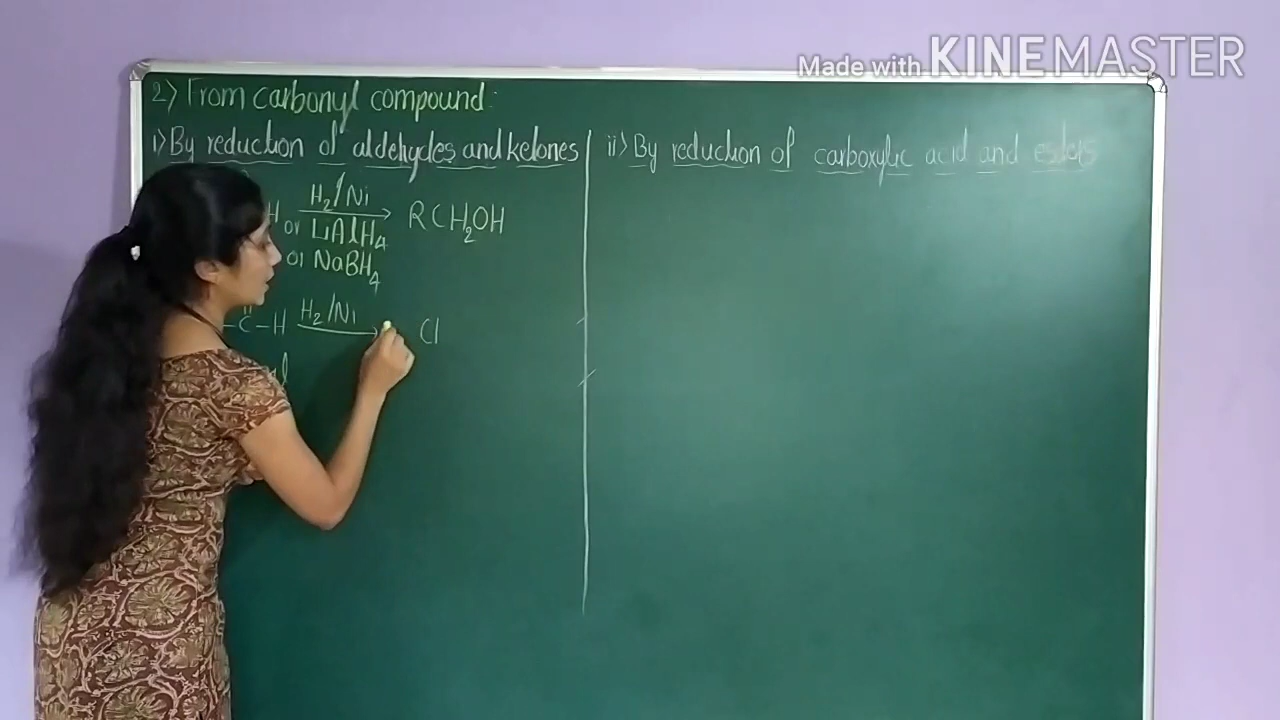 Made with KINEMASTER
2) From carbonyl compound:
i) By reduction of aldehydes and ketones
H H₂/Ni RCH₂OH
or LiAlH₄
or NaBH₄
-C-H H₂/Ni Cl
ii) By reduction of carboxylic acid and esters